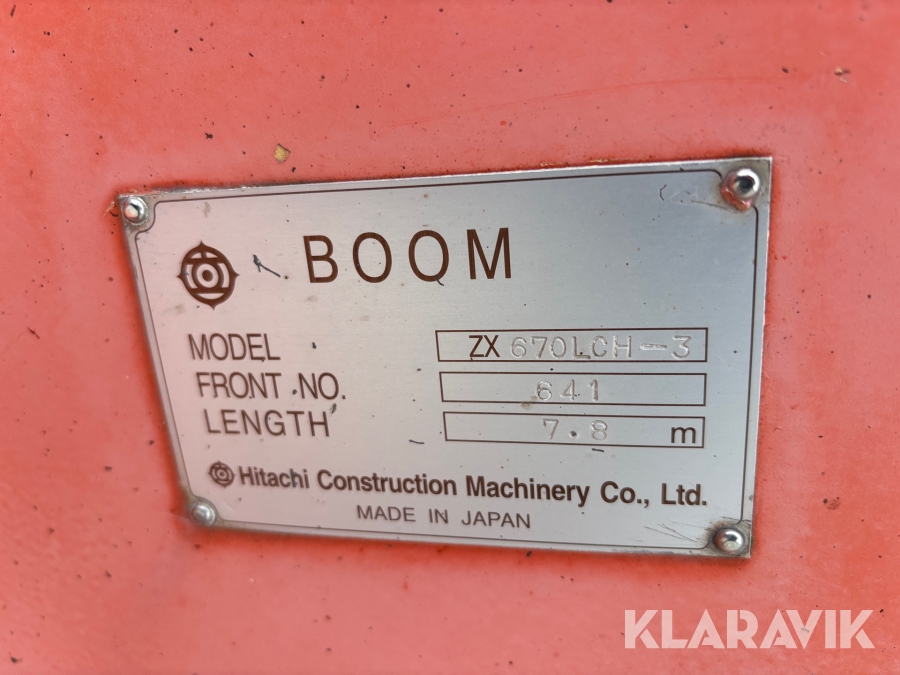 BOOM
MODEL ZX 670LCH-3
FRONT NO. 641
LENGTH 7.8 m
Hitachi Construction Machinery Co., Ltd.
MADE IN JAPAN
KLARAVIK